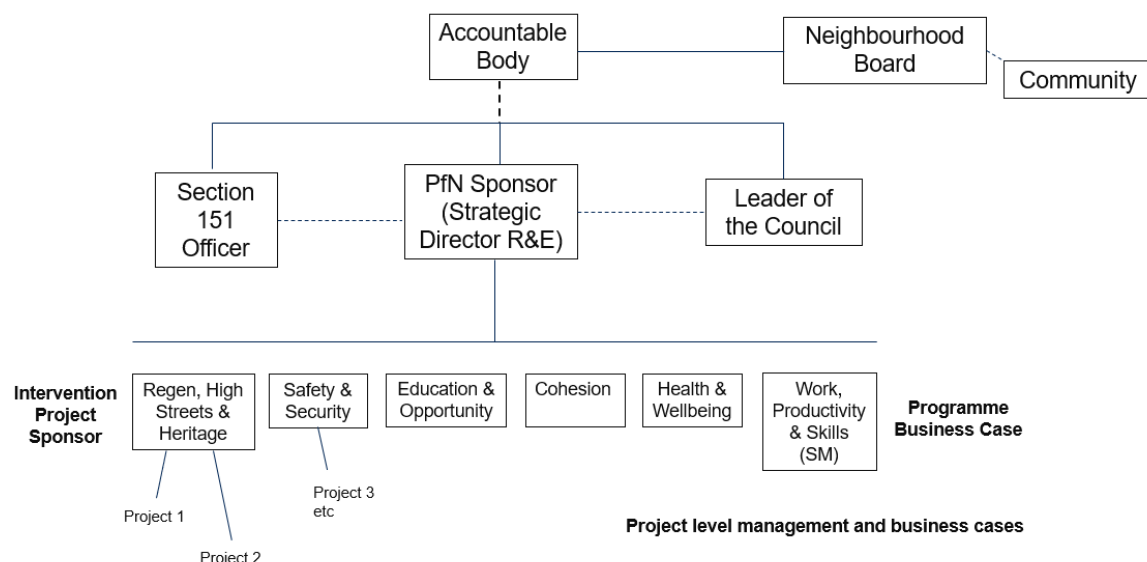 Accountable
Body
Neighbourhood
Board
Community
Section
151
Officer
PfN Sponsor
(Strategic
Director R&E)
Leader of
the Council
Intervention
Project
Sponsor
Regen, High
Streets &
Heritage
Safety &
Security
Education &
Opportunity
Cohesion
Health &
Wellbeing
Work,
Productivity
& Skills
(SM)
Programme
Business Case
Project 1
Project 2
Project 3
etc
Project level management and business cases